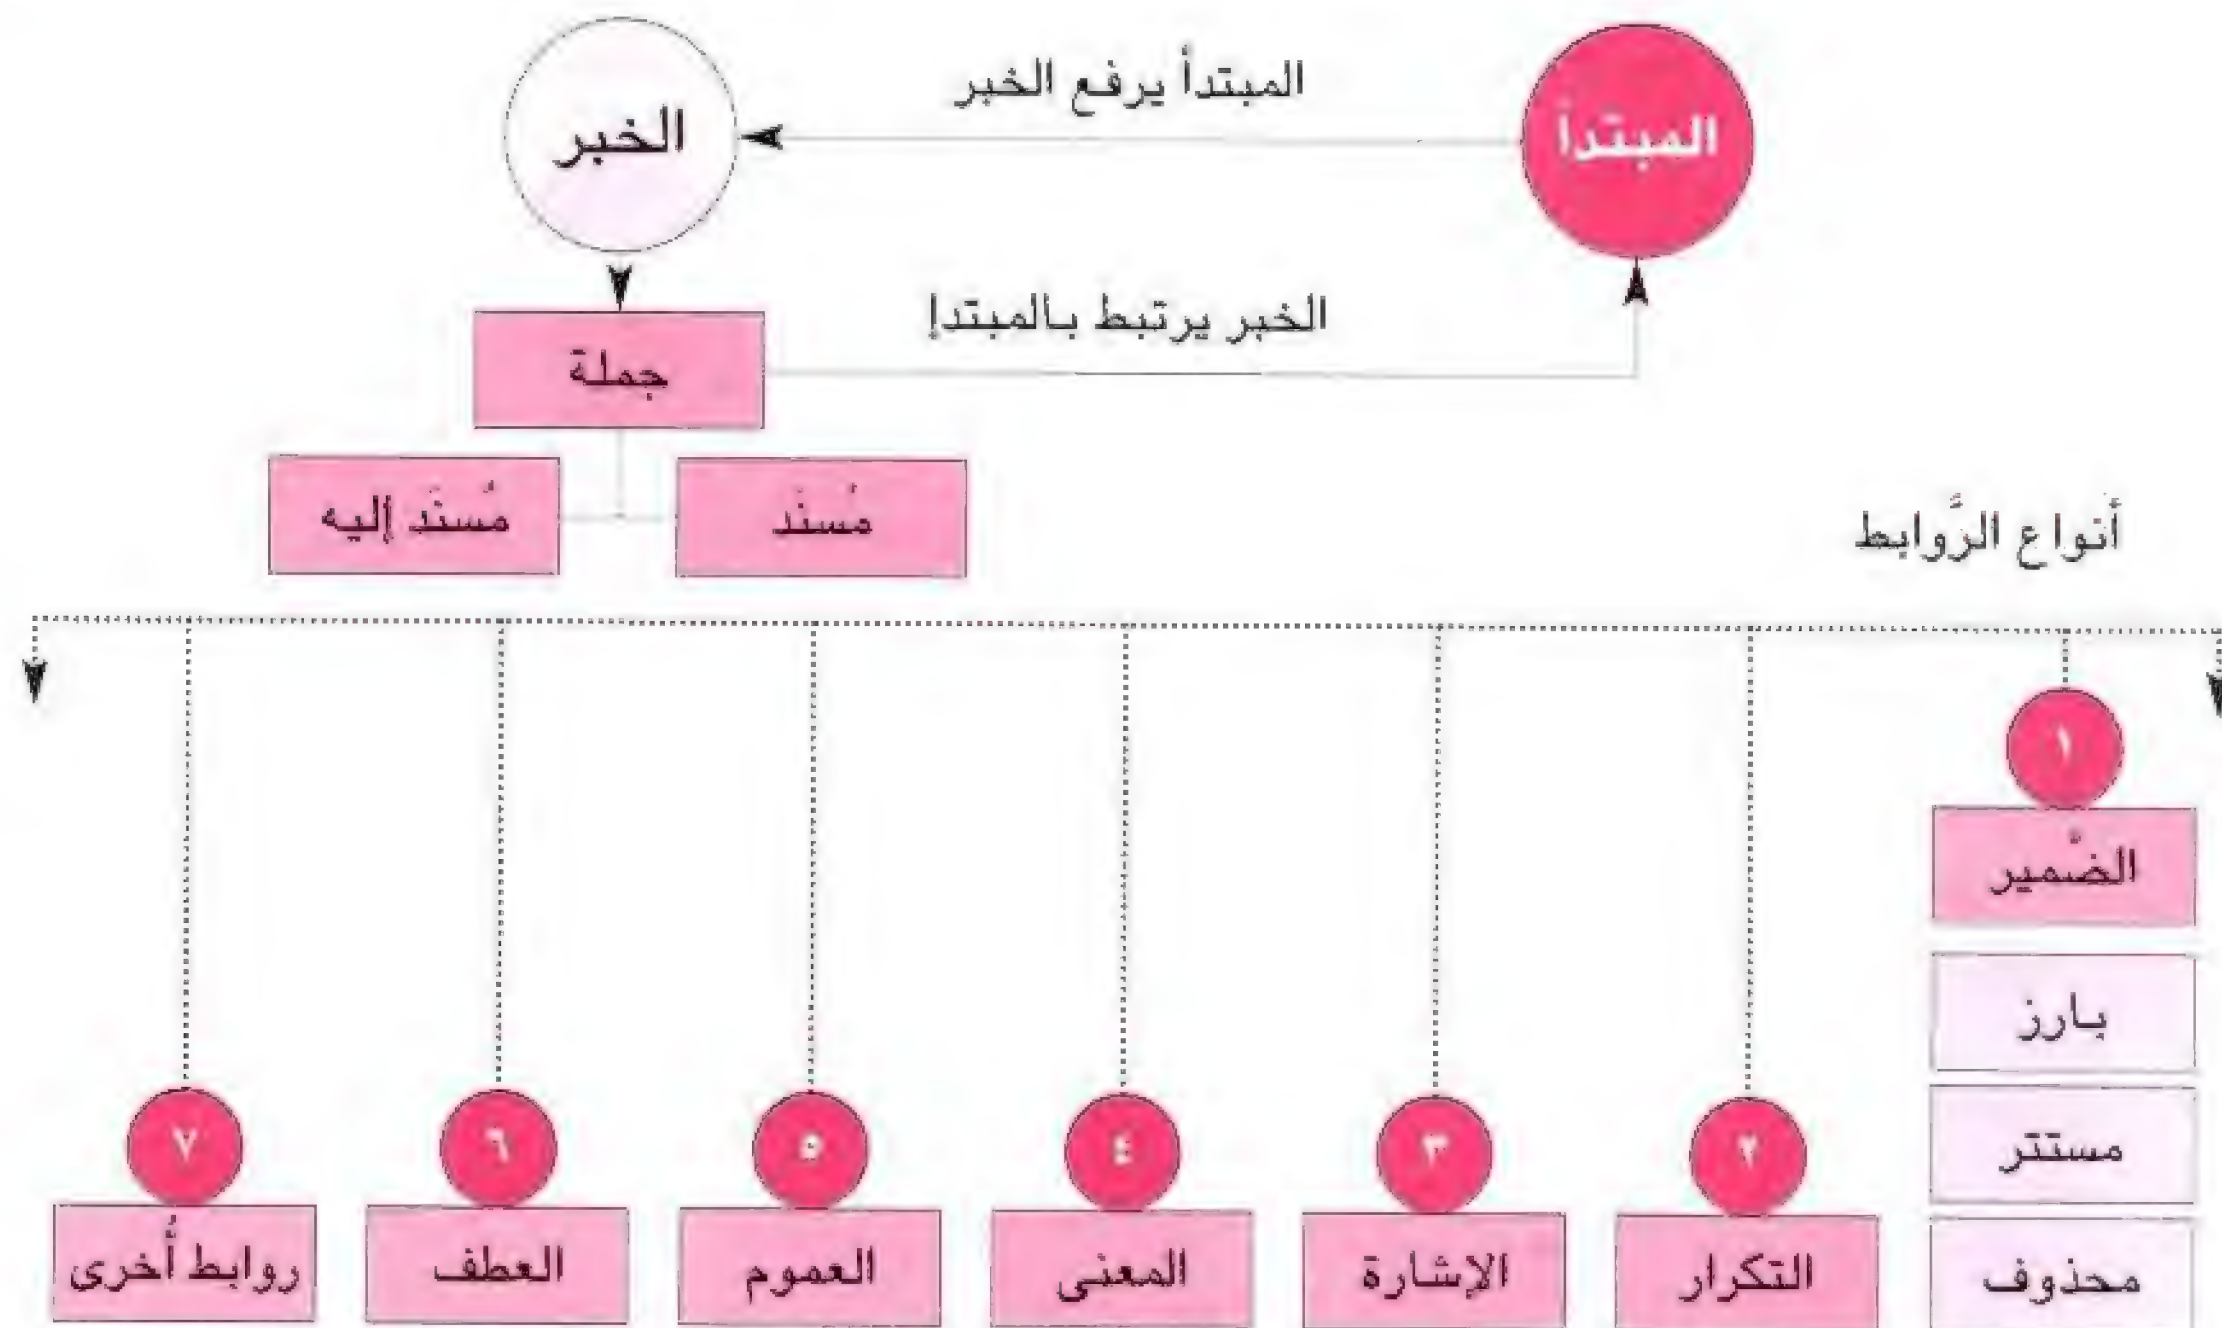 المبتدأ
المبتدأ يرفع الخبر
الخبر
الخبر يرتبط بالمبتدإ
جملة
مُسنَد
مُسنَد إليه
أنواع الرَّوابط
١
الضَّمير
بارز
مستتر
محذوف
٢
التكرار
٣
الإشارة
٤
المعنى
٥
العموم
٦
العطف
٧
روابط أُخرى